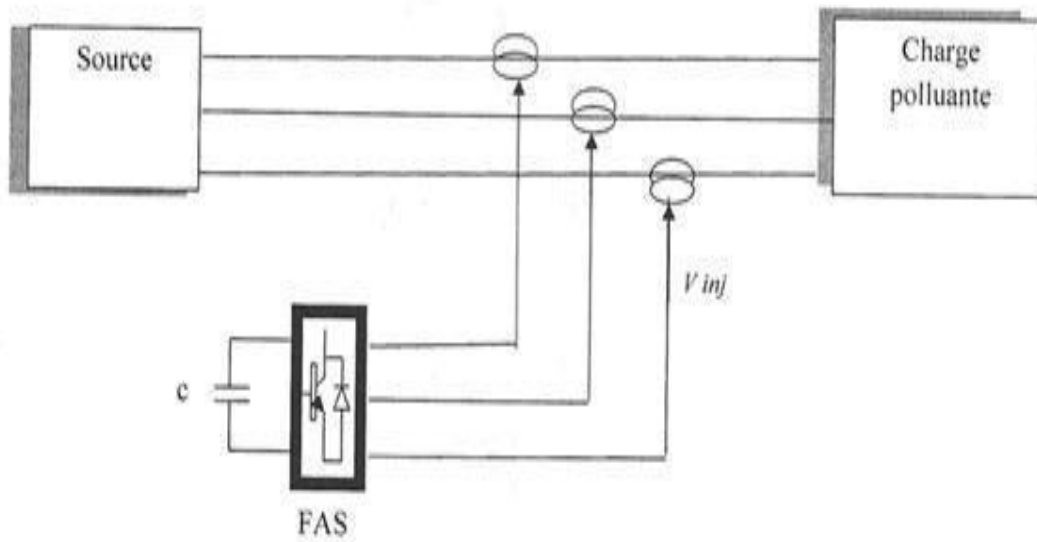 Source
Charge
polluante
V inj
c
FAS